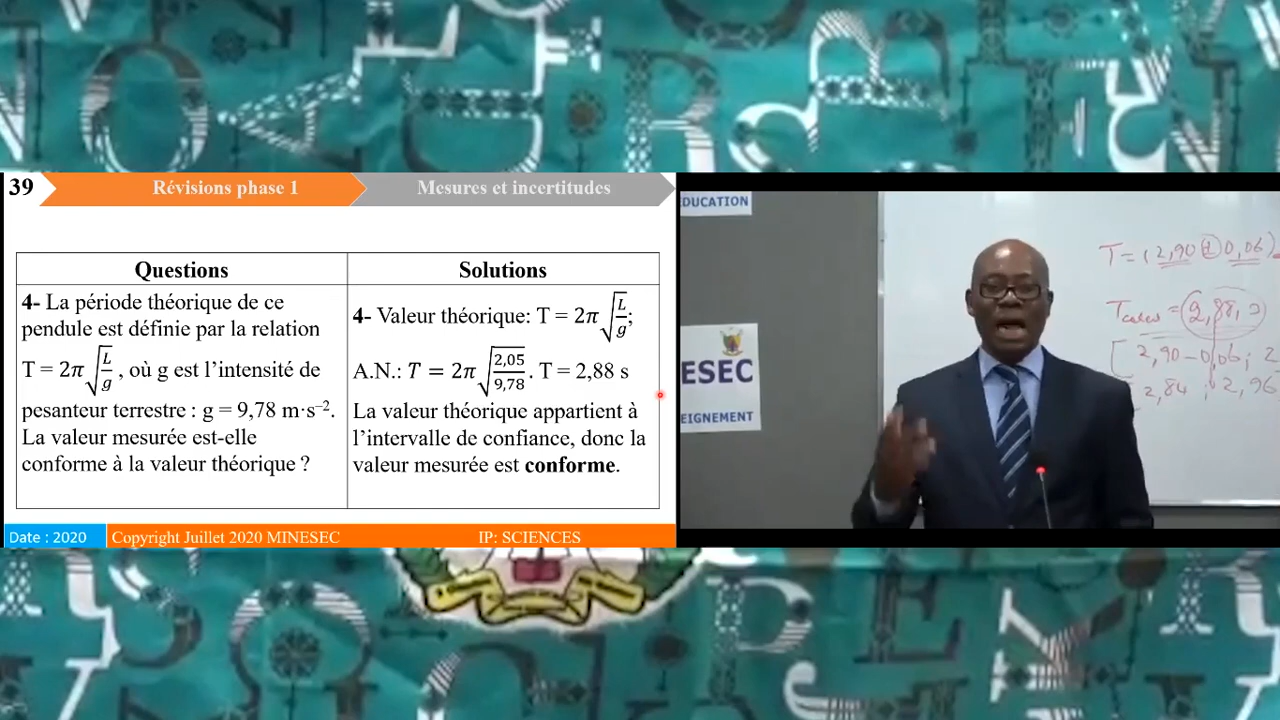 39
Révisions phase 1
Mesures et incertitudes
Questions
4- La période théorique de ce
pendule est définie par la relation
T = 2π√(L/g) , où g est l’intensité de
pesanteur terrestre : g = 9,78 m·s⁻².
La valeur mesurée est-elle
conforme à la valeur théorique ?
Solutions
4- Valeur théorique: T = 2π√(L/g);
A.N.: T = 2π√(2,05/9,78). T = 2,88 s
La valeur théorique appartient à
l’intervalle de confiance, donc la
valeur mesurée est conforme.
Date : 2020
Copyright Juillet 2020 MINESEC
IP: SCIENCES
DUCATION
ESEC
EIGNEMENT
T = (2,90 ± 0,06)
= 2,88 s
[2,90 – 0,06 ; 2
[2,84 ; 2,96